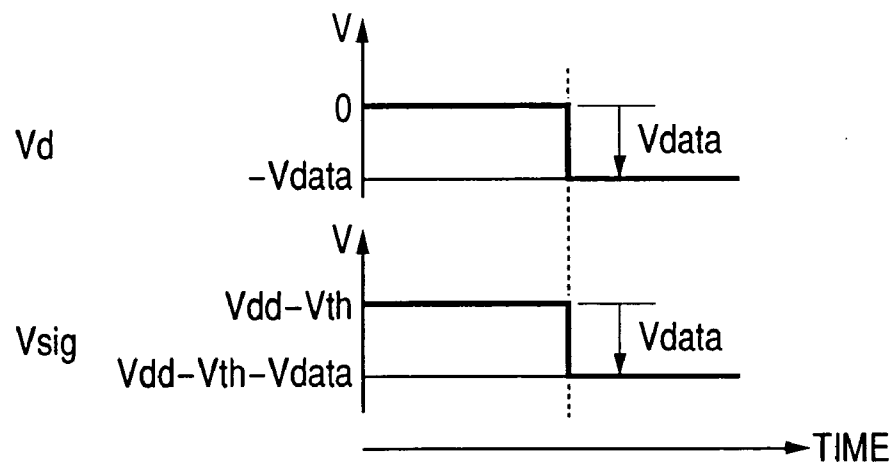 V
0
Vd
Vdata
−Vdata
V
Vdd−Vth
Vsig
Vdata
Vdd−Vth−Vdata
TIME